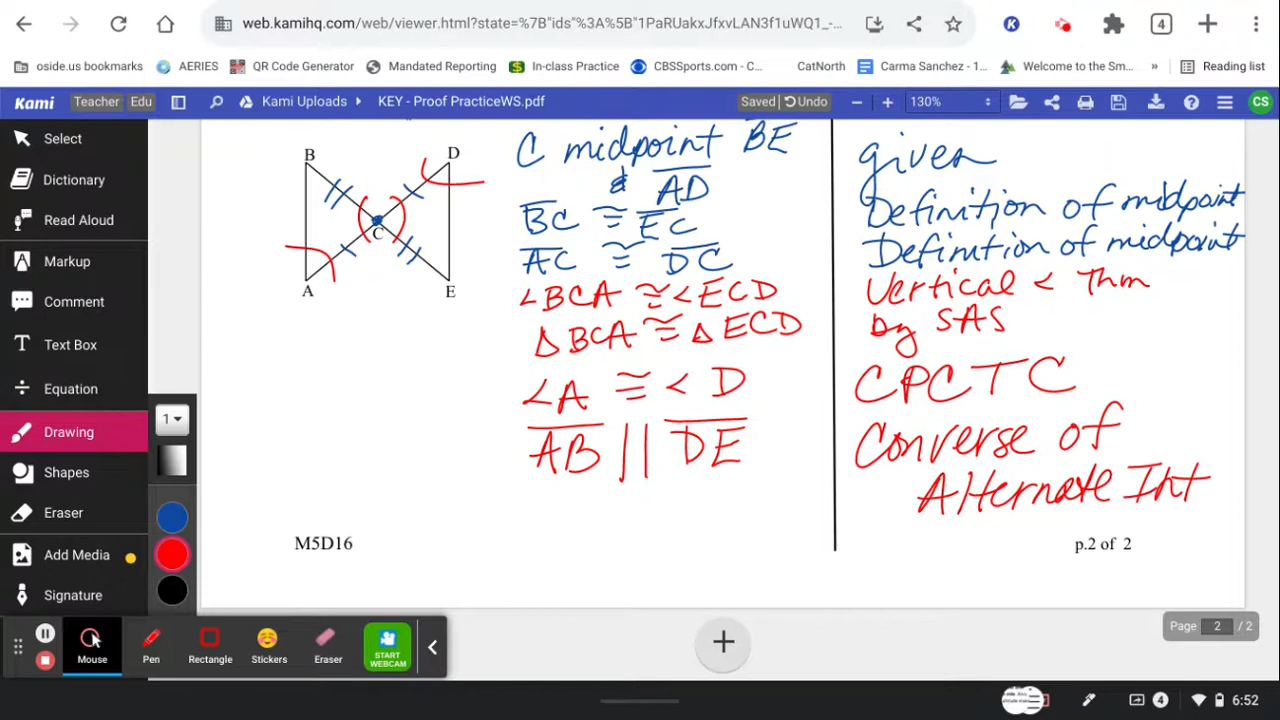 web.kamihq.com/web/viewer.html?state=%7B"ids"%3A%5B"1PaRUakxJfxvLAN3f1uWQ1_-...
4
oside.us bookmarks
AERIES
QR Code Generator
Mandated Reporting
In-class Practice
CBSSports.com - C...
CatNorth
Carma Sanchez - 1...
Welcome to the Sm...
»
Reading list
Kami
Teacher
Edu
Kami Uploads
KEY - Proof PracticeWS.pdf
Saved
Undo
130%
CS
Select
Dictionary
Read Aloud
Markup
Comment
T Text Box
Equation
Drawing
Shapes
Eraser
Add Media
Signature
1
B
D
C
A
E
C midpoint BE
& AD
BC ≅ EC
AC ≅ DC
<BCA ≅ <ECD
△BCA ≅ △ECD
<A ≅ < D
AB || DE
given
Definition of midpoint
Definition of midpoint
Vertical < Thm
by SAS
CPCTC
Converse of
Alternate Int
M5D16
p.2 of 2
Page 2 / 2
Mouse
Pen
Rectangle
Stickers
Eraser
START
WEBCAM
4
6:52